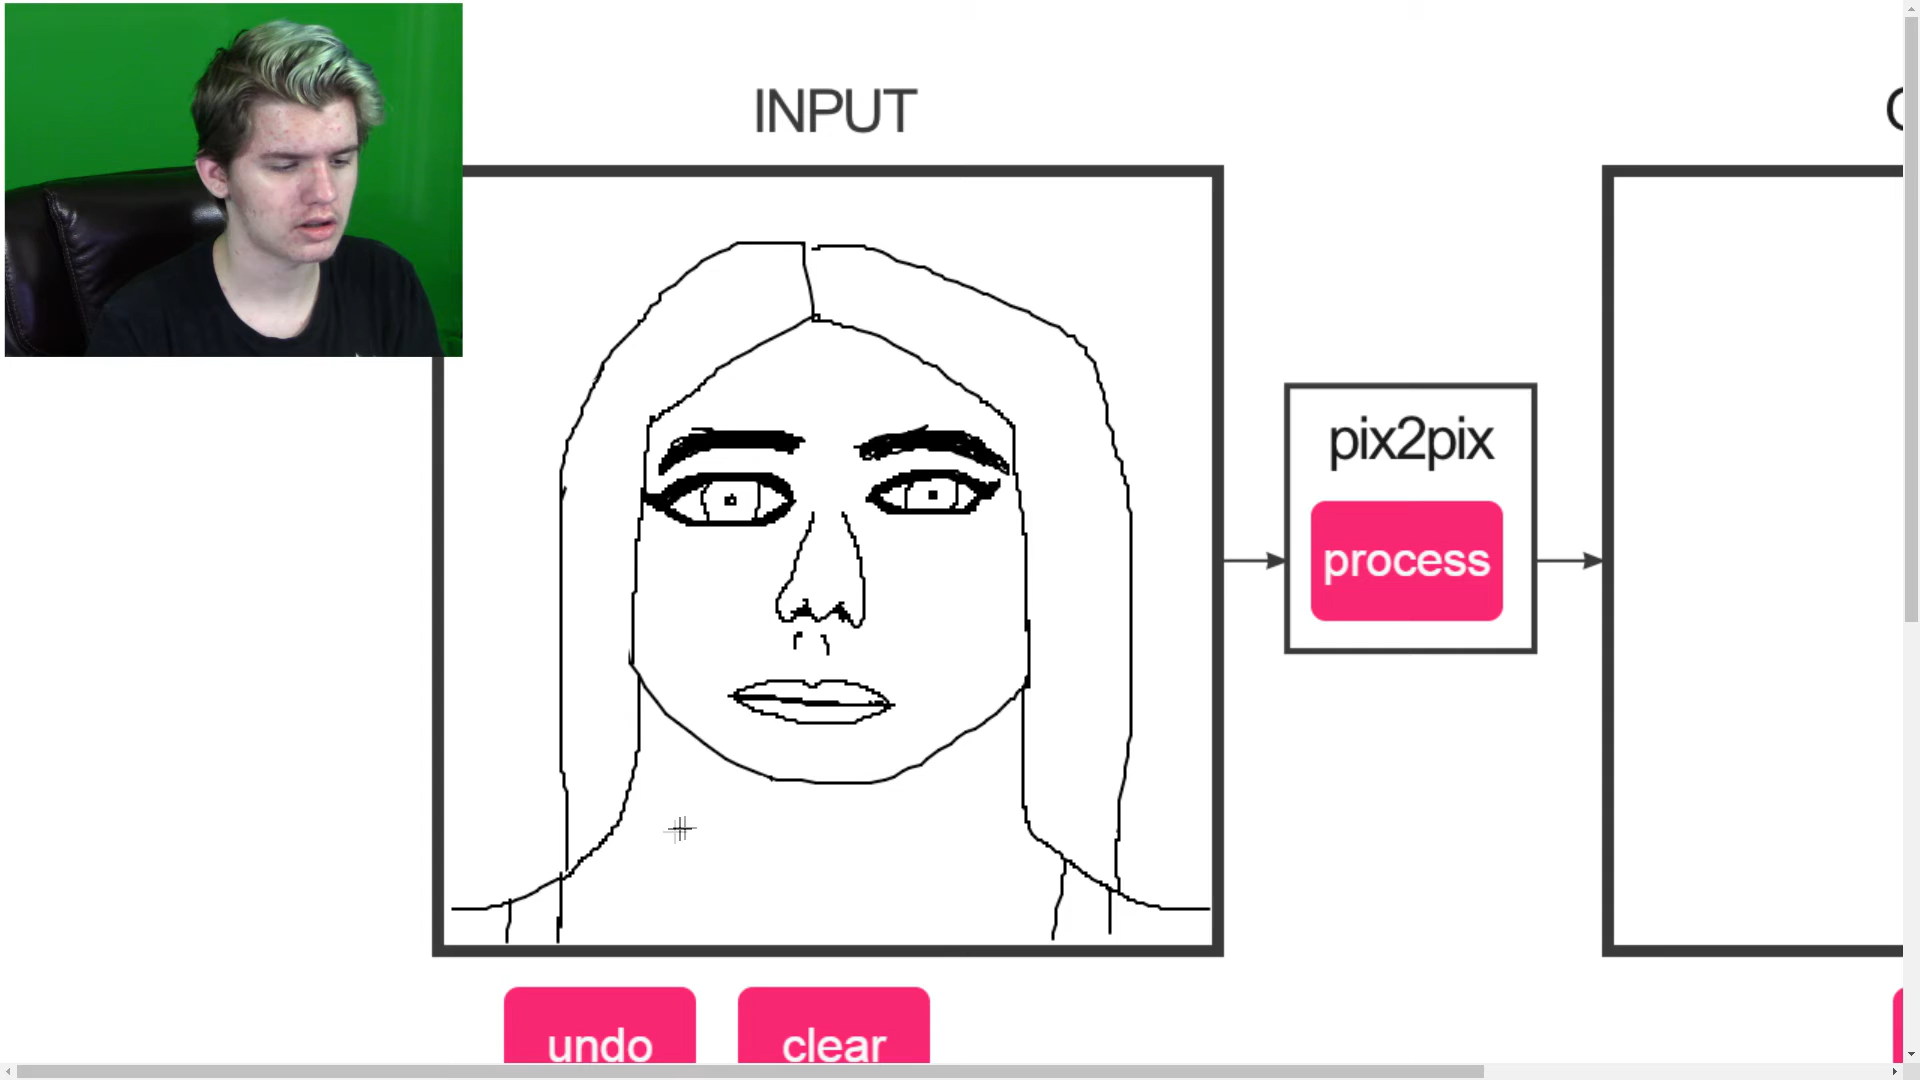 INPUT
pix2pix
process
undo
clear